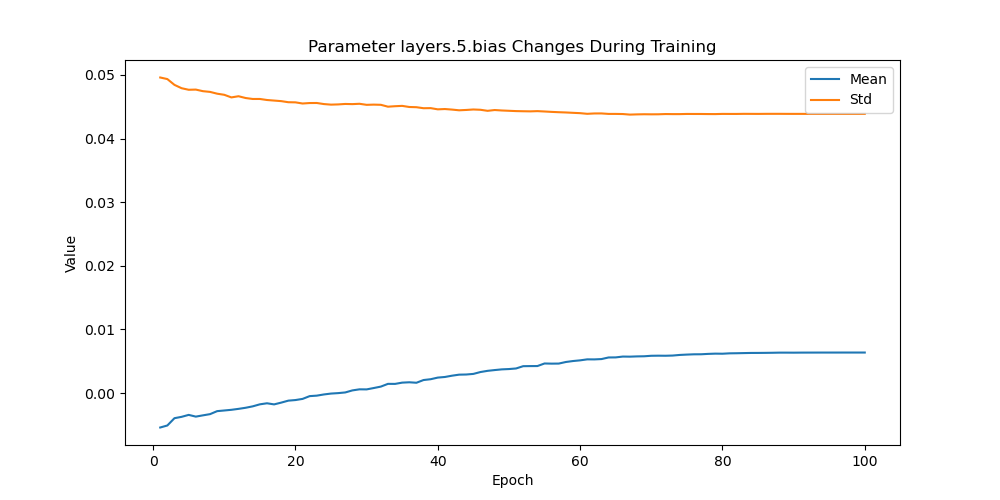 Parameter layers.5.bias Changes During Training
Mean
Std
0.05
0.04
0.03
0.02
0.01
0.00
Value
0
20
40
60
80
100
Epoch